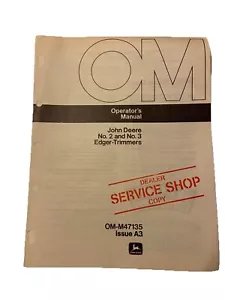 OM
Operator's
Manual
John Deere
No. 2 and No. 3
Edger-Trimmers
DEALER
SERVICE SHOP
COPY
OM-M47135
Issue A3